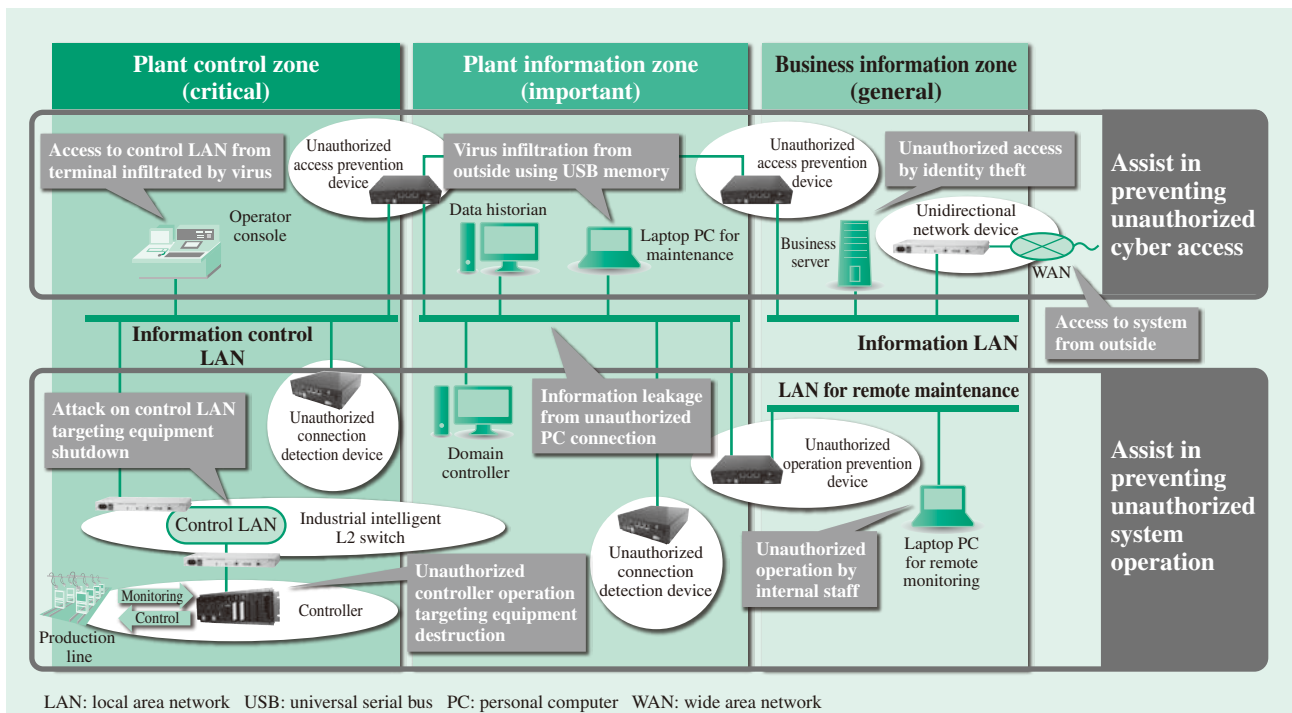 Plant control zone
(critical)
Plant information zone
(important)
Business information zone
(general)
Access to control LAN from
terminal infiltrated by virus
Unauthorized
access prevention
device
Virus infiltration from
outside using USB memory
Unauthorized
access prevention
device
Unauthorized access
by identity theft
Assist in
preventing
unauthorized
cyber access
Operator
console
Data historian
Laptop PC for
maintenance
Business
server
Unidirectional
network device
WAN
Information control
LAN
Information LAN
Access to system
from outside
Attack on control LAN
targeting equipment
shutdown
Unauthorized
connection
detection device
Domain
controller
Information leakage
from unauthorized
PC connection
LAN for remote maintenance
Unauthorized
operation prevention
device
Assist in
preventing
unauthorized
system
operation
Control LAN
Industrial intelligent
L2 switch
Unauthorized
connection
detection device
Unauthorized
operation by
internal staff
Laptop PC
for remote
monitoring
Monitoring
Control
Controller
Production
line
Unauthorized
controller operation
targeting equipment
destruction
LAN: local area network USB: universal serial bus PC: personal computer WAN: wide area network